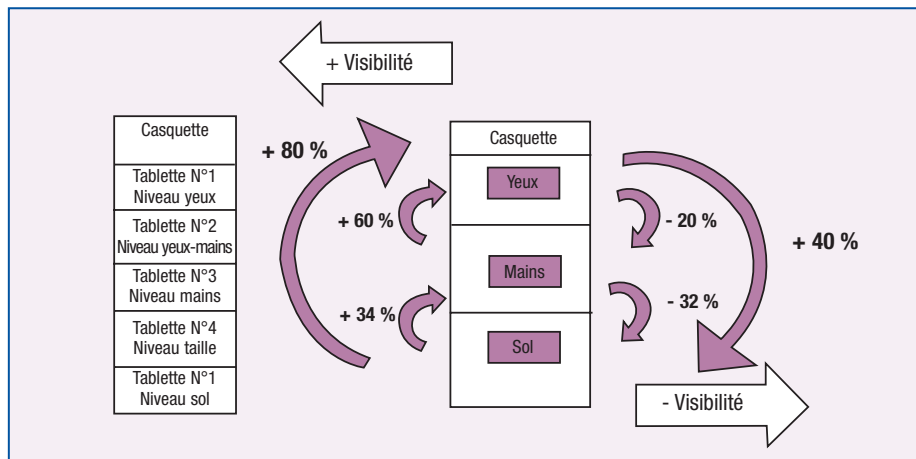 + Visibilité
Casquette
Tablette N°1
Niveau yeux
Tablette N°2
Niveau yeux-mains
Tablette N°3
Niveau mains
Tablette N°4
Niveau taille
Tablette N°1
Niveau sol
+ 80 %
+ 60 %
+ 34 %
Casquette
Yeux
Mains
Sol
- 20 %
- 32 %
+ 40 %
- Visibilité